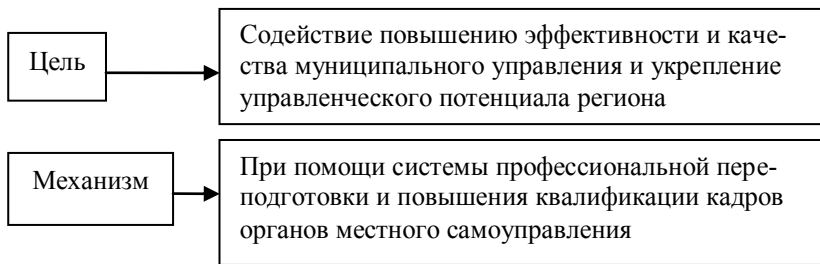 Цель
Содействие повышению эффективности и каче-
ства муниципального управления и укрепление
управленческого потенциала региона
Механизм
При помощи системы профессиональной пере-
подготовки и повышения квалификации кадров
органов местного самоуправления